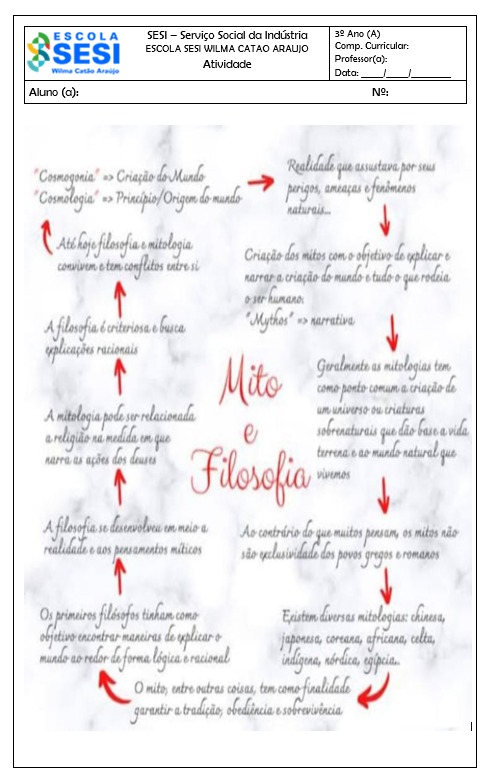 ESCOLA
SESI
Wilma Catão Araújo
SESI – Serviço Social da Indústria
ESCOLA SESI WILMA CATAO ARAUJO
Atividade
3º Ano (A)
Comp. Curricular:
Professor(a):
Data: ____/____/________
Aluno (a):
Nº:
"Cosmogonia" => Criação do Mundo
"Cosmologia" => Princípio/Origem do mundo
Realidade que assustava por seus
perigos, ameaças e fenômenos
naturais...
Criação dos mitos com o objetivo de explicar e
narrar a criação do mundo e tudo o que rodeia
o ser humano:
"Mythos" => narrativa
Geralmente as mitologias tem
como ponto comum a criação de
um universo ou criaturas
sobrenaturais que dão base a vida
terrena e ao mundo natural que
vivemos
Ao contrário do que muitos pensam, os mitos não
são exclusividade dos povos gregos e romanos
Existem diversas mitologias: chinesa,
japonesa, coreana, africana, celta,
indígena, nórdica, egípcia...
O mito, entre outras coisas, tem como finalidade
garantir a tradição, obediência e sobrevivência
Os primeiros filósofos tinham como
objetivo encontrar maneiras de explicar o
mundo ao redor de forma lógica e racional
A filosofia se desenvolveu em meio a
realidade e aos pensamentos míticos
A mitologia pode ser relacionada
a religião na medida em que
narra as ações dos deuses
A filosofia é criteriosa e busca
explicações racionais
Até hoje filosofia e mitologia
convivem e tem conflitos entre si
Mito
e
Filosofia